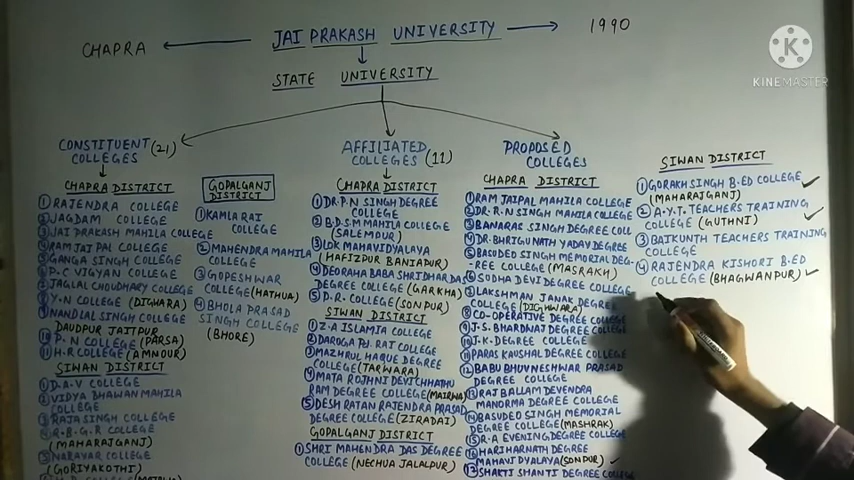 CHAPRA
JAI PRAKASH UNIVERSITY
1990
KINEMASTER
STATE UNIVERSITY
CONSTITUENT COLLEGES (21)
CHAPRA DISTRICT
① RAJENDRA COLLEGE
② JAGDAM COLLEGE
③ JAI PRAKASH MAHILA COLLEGE
④ RAM JAIPAL COLLEGE
⑤ GANGA SINGH COLLEGE
⑥ P.C VIGYAN COLLEGE
⑦ JAGLAL CHOUDHARY COLLEGE
⑧ Y.N COLLEGE (DIGHWARA)
⑨ NANDLAL SINGH COLLEGE
DAUDPUR JAITPUR
⑩ P.N COLLEGE (PARSA)
⑪ H.R COLLEGE (AMNOUR)
SIWAN DISTRICT
① D.A.V COLLEGE
② VIDYA BHAWAN MAHILA
COLLEGE
③ RAJA SINGH COLLEGE
④ R.B.G.R COLLEGE
(MAHARAJGANJ)
⑤ NARAYAN COLLEGE
(GORIYAKOTHI)
GOPALGANJ
DISTRICT
① KAMLA RAI
COLLEGE
② MAHENDRA MAHILA
COLLEGE
③ GOPESHWAR
COLLEGE (HATHUA)
④ BHOLA PRASAD
SINGH COLLEGE
(BHORE)
AFFILIATED
COLLEGES (11)
CHAPRA DISTRICT
① DR. P.N SINGH DEGREE
COLLEGE
② B.D.S.M MAHILA COLLEGE
(SALEMPUR)
③ LOK MAHAVIDYALAYA
(HAFIZPUR BANIAPUR)
④ DEORAHA BABA SHRIDHAR DAS
DEGREE COLLEGE (GARKHA)
⑤ D.R. COLLEGE (SONPUR)
SIWAN DISTRICT
① Z.A ISLAMIA COLLEGE
② DAROGA PH. RAI COLLEGE
③ MAZHRUL HAQUE DEGREE
COLLEGE (TARWARA)
④ MATA ROJHNI DEVI CHHATHU
RAM DEGREE COLLEGE (MAIRWA)
⑤ DESH RATAN RAJENDRA PRASAD
DEGREE COLLEGE (ZIRADAI)
GOPALGANJ DISTRICT
① SHRI MAHENDRA DAS DEGREE
COLLEGE (NECHUA JALALPUR)
PROPOSED
COLLEGES
CHAPRA DISTRICT
① RAM JAIPAL MAHILA COLLEGE
② DR. R.N SINGH MAHILA COLLEGE
③ BANARAS SINGH DEGREE COLL
④ DR. BHRIGUNATH YADAV DEGREE
⑤ BASUDEO SINGH MEMORIAL DEG-
-REE COLLEGE (MASRAKH)
⑥ SUDHA DEVI DEGREE COLLEGE
⑦ LAKSHMAN JANAK DEGREE
COLLEGE (DIGHWARA)
⑧ CO-OPERATIVE DEGREE COLLEGE
⑨ J.S. BHARDWAJ DEGREE COLLEGE
⑩ J.K. DEGREE COLLEGE
⑪ PARAS KAUSHAL DEGREE COLLEGE
⑫ BABU BHUVNESHWAR PRASAD
DEGREE COLLEGE
⑬ RAJ BALLAM DEVENDRA
MANORMA DEGREE COLLEGE
⑭ BASUDEO SINGH MEMORIAL
DEGREE COLLEGE (MASHRAK)
⑮ R.A EVENING DEGREE COLLEGE
⑯ HARIHARNATH DEGREE
MAHAVIDYALAYA (SONPUR) ✓
⑰ SHAKTI SHANTI DEGREE COLLEGE
SIWAN DISTRICT
① GORAKH SINGH B.ED COLLEGE ✓
(MAHARAJGANJ)
② A.Y.T. TEACHERS TRAINING
COLLEGE (GUTHNI) ✓
③ BAIKUNTH TEACHERS TRAINING
COLLEGE
④ RAJENDRA KISHORI B.ED
COLLEGE (BHAGWANPUR) ✓